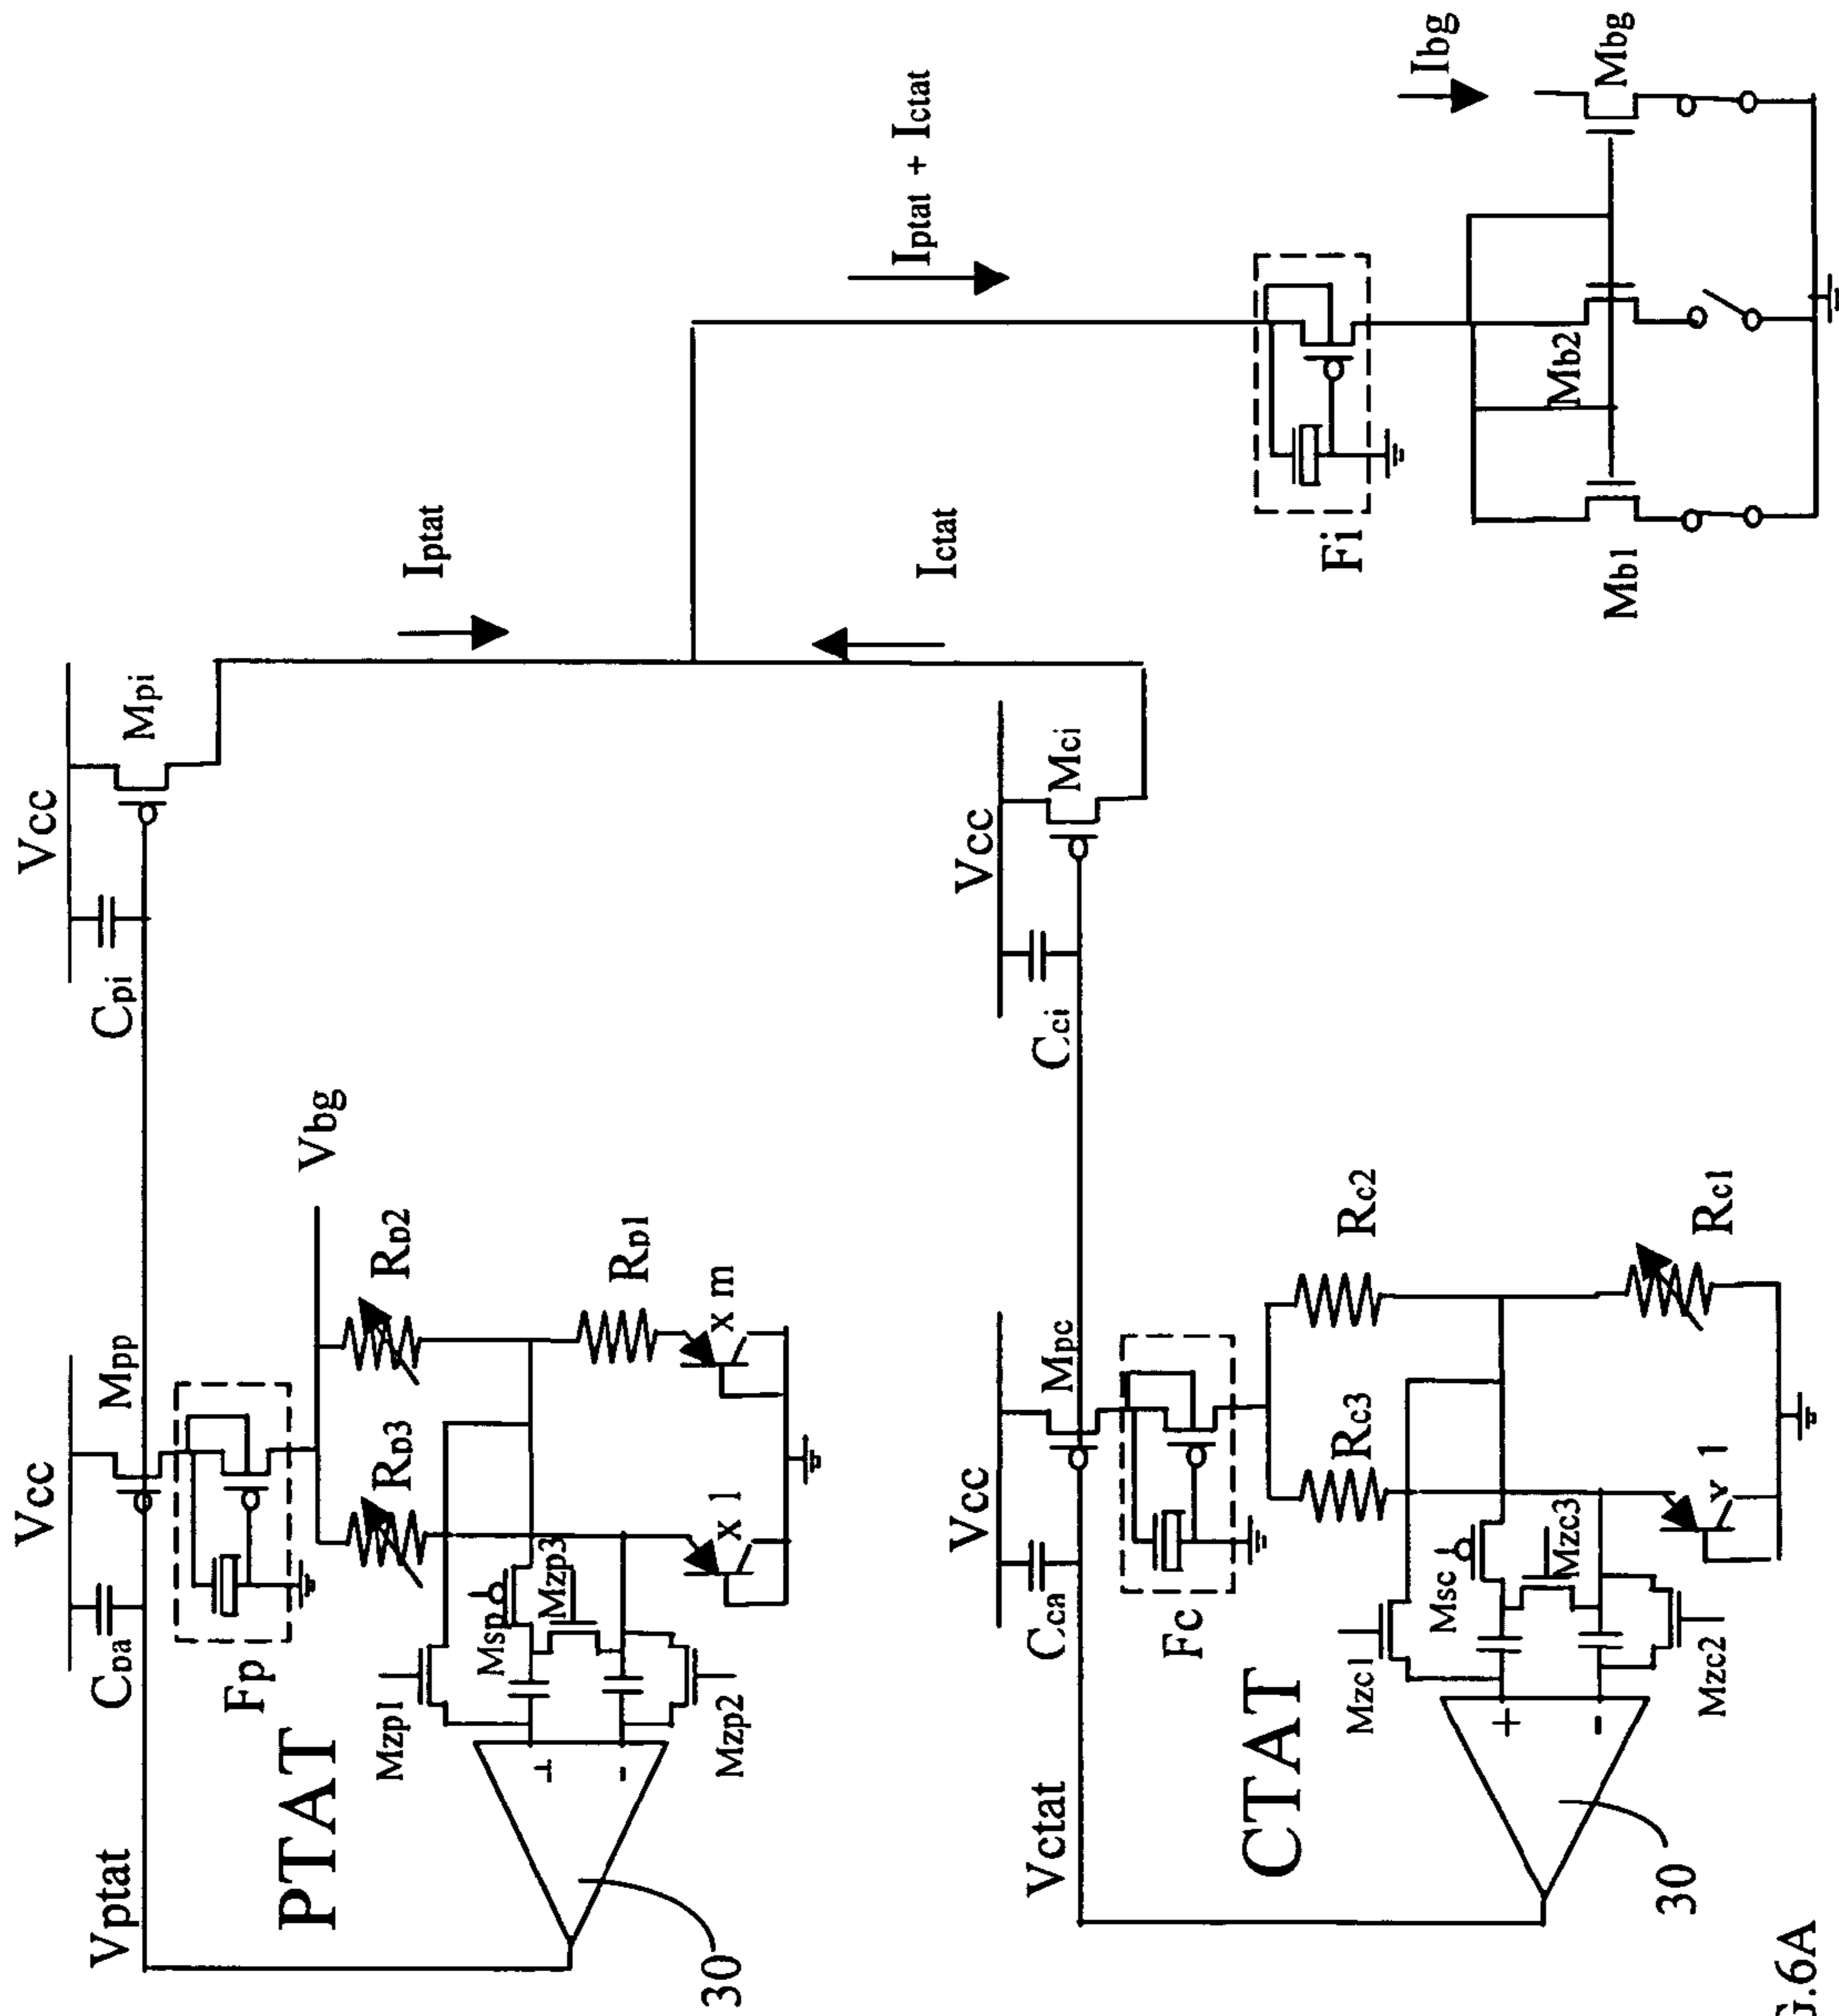 Vptat
Vcc
Cpa
Mpp
Cpi
Vcc
Mpi
Fp
Vbg
PTAT
Rp3
Rp2
Iptat
Mzp1
Msp
Mzp3
Rp1
+
-
x 1
x m
Mzp2
30
Iptat + Ictat
Ictat
Vctat
Vcc
Cca
Mpc
Cci
Vcc
Mci
Fc
CTAT
Rc3
Rc2
Fi
Mzc1
Msc
Mzc3
+
-
x 1
Rc1
Mzc2
30
Mb1
Mb2
Mbg
Ibg
G.6A